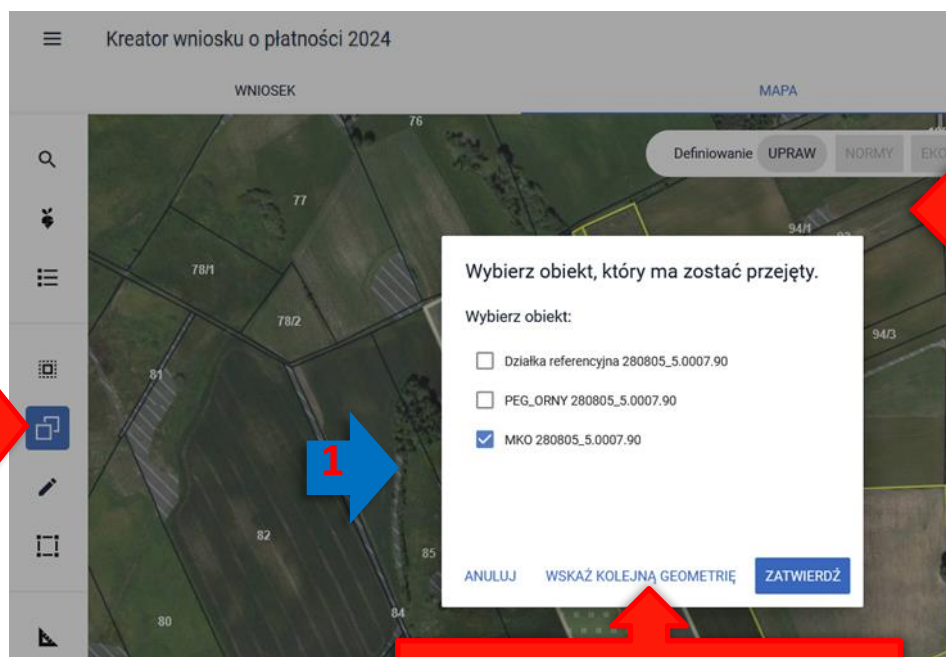 Kreator wniosku o płatności 2024
WNIOSEK
MAPA
76
Definiowanie UPRAW NORMY EKO
77
94/1
78/1
Wybierz obiekt, który ma zostać przejęty.
Wybierz obiekt:
78/2
94/3
Działka referencyjna 280805_5.0007.90
81
PEG_ORNY 280805_5.0007.90
MKO 280805_5.0007.90
1
82
85
ANULUJ WSKAŻ KOLEJNĄ GEOMETRIĘ ZATWIERDŹ
84
80